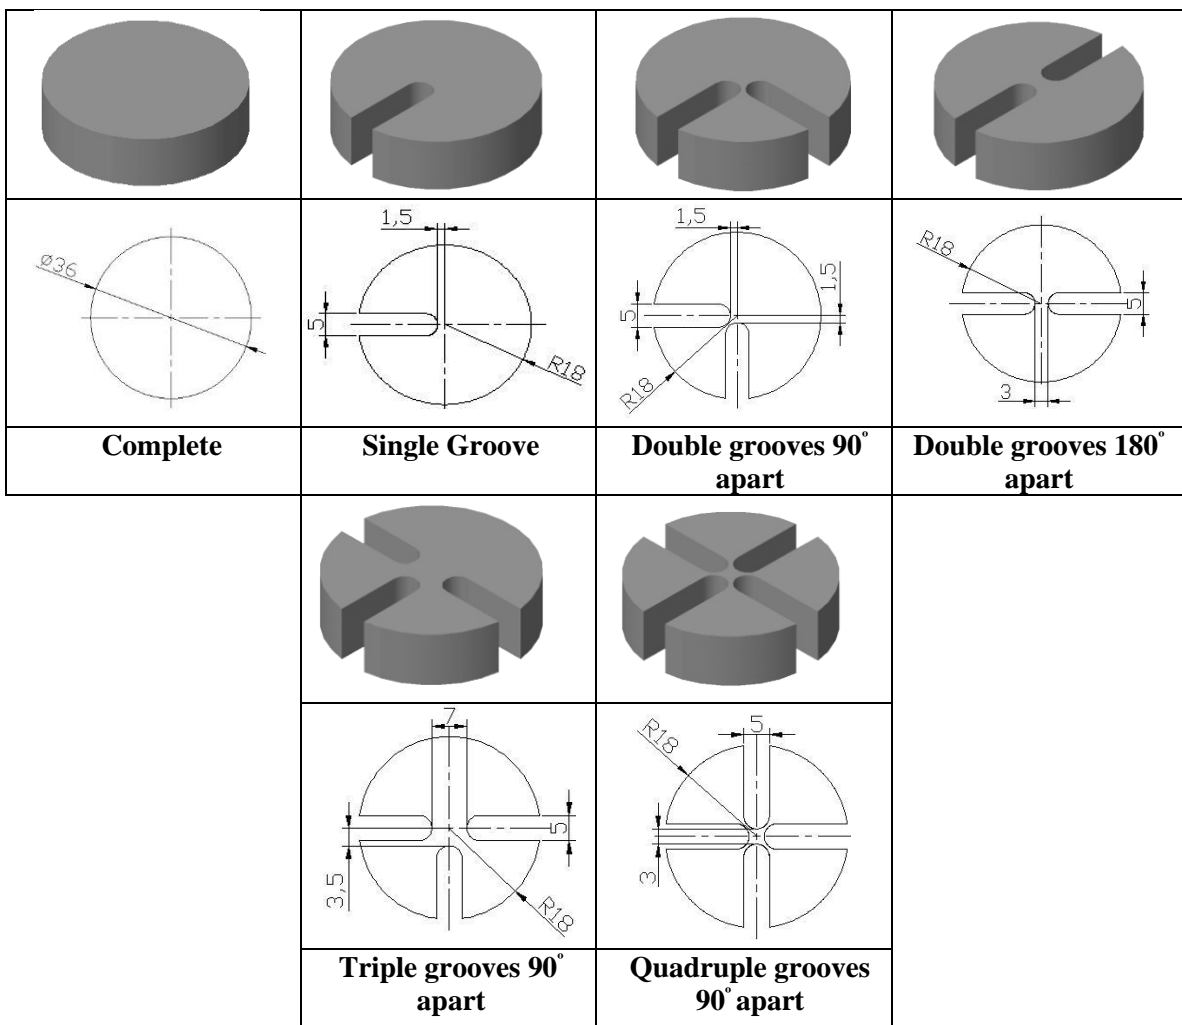 ø36
1,5
5
R18
1,5
1,5
5
R18
R18
5
3
Complete
Single Groove
Double grooves 90°
apart
Double grooves 180°
apart
7
5
3,5
R18
5
R18
3
Triple grooves 90°
apart
Quadruple grooves
90° apart